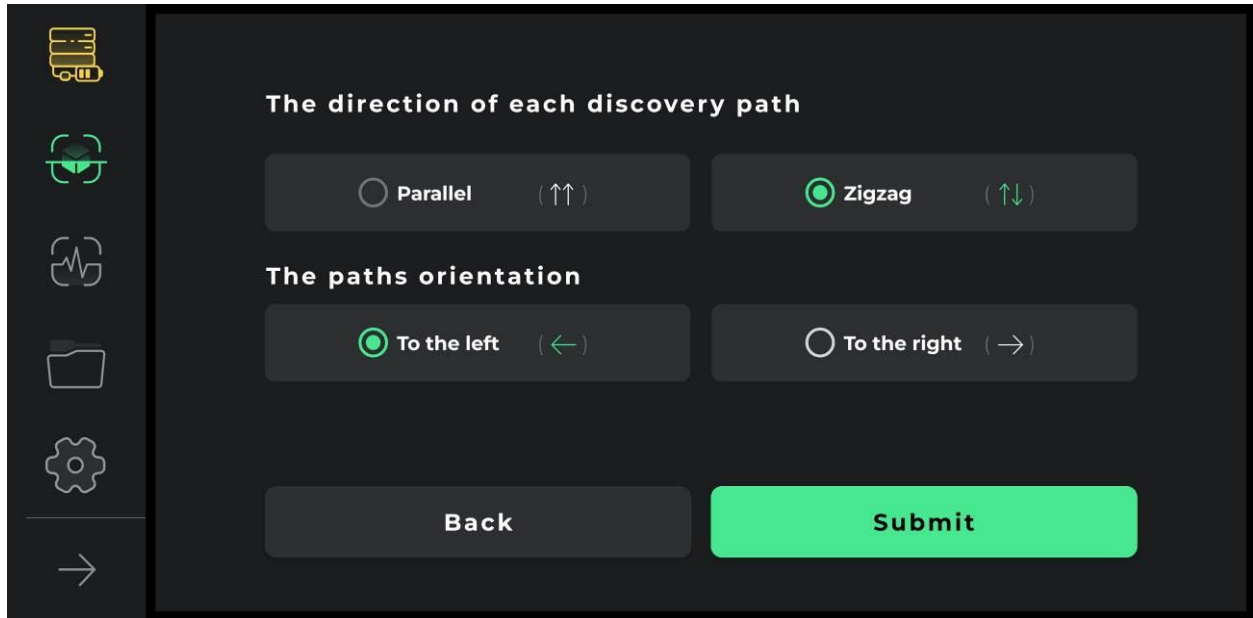 The direction of each discovery path
Parallel (↑↑) Zigzag (↑↓)
The paths orientation
To the left (←) To the right (→)
Back Submit